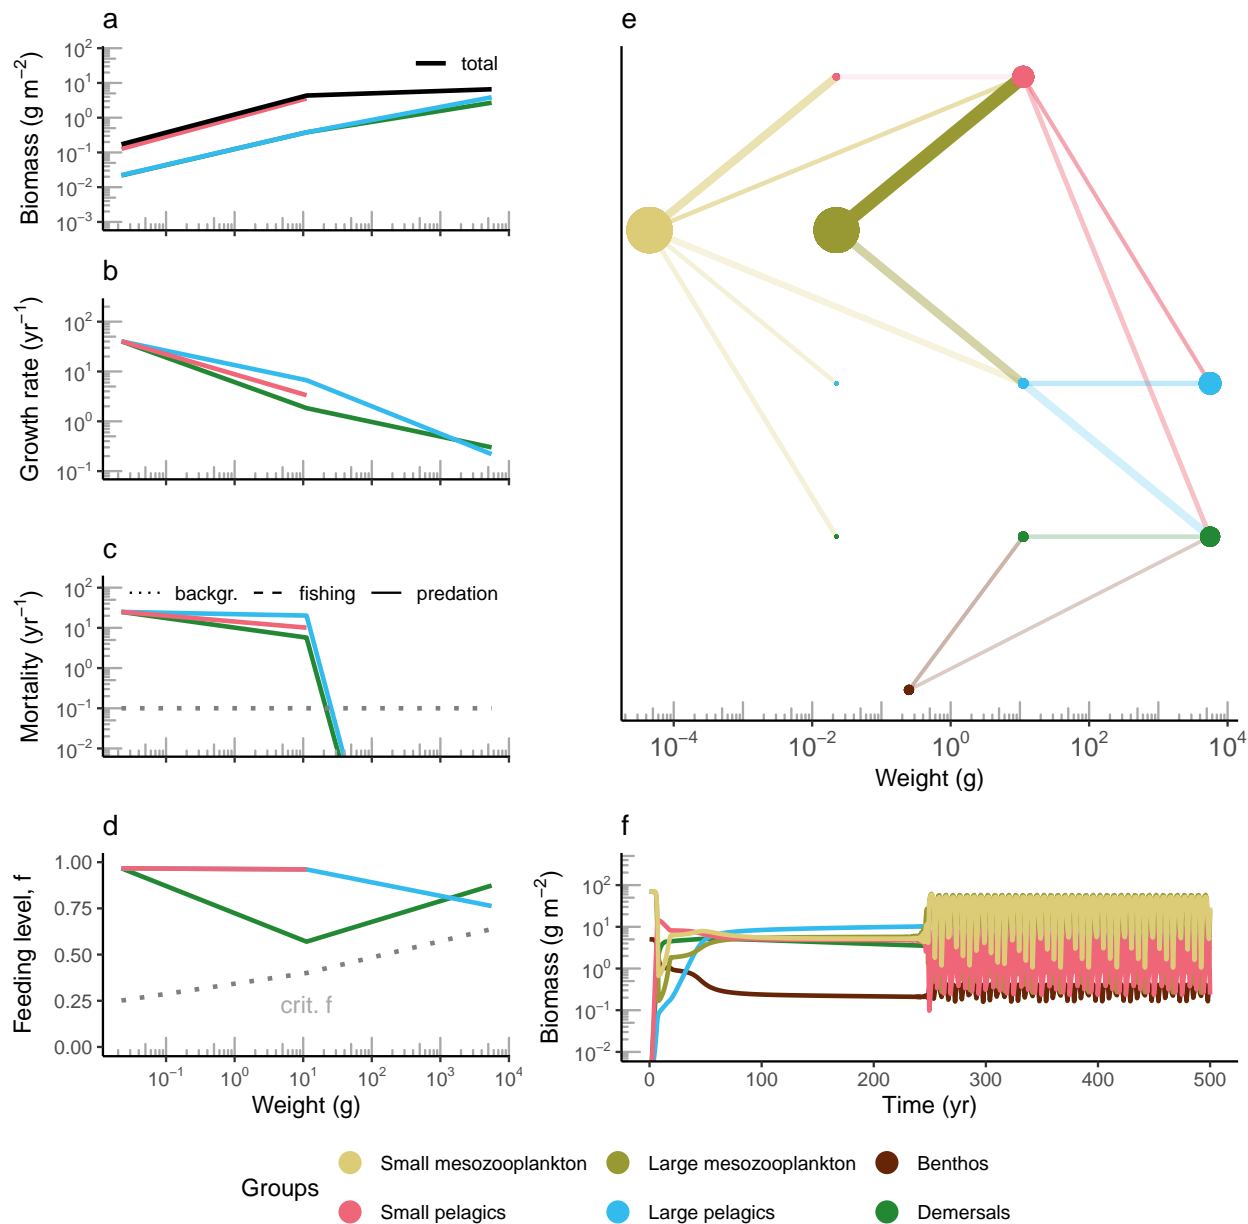 a
Biomass (g m⁻²)
10²
10¹
10⁰
10⁻¹
10⁻²
10⁻³
total
b
Growth rate (yr⁻¹)
10²
10¹
10⁰
10⁻¹
c
Mortality (yr⁻¹)
10²
10¹
10⁰
10⁻¹
10⁻²
backgr. fishing predation
d
Feeding level, f
1.00
0.75
0.50
0.25
0.00
crit. f
10⁻¹ 10⁰ 10¹ 10² 10³ 10⁴
Weight (g)
e
10⁻⁴ 10⁻² 10⁰ 10² 10⁴
Weight (g)
f
Biomass (g m⁻²)
10²
10¹
10⁰
10⁻¹
10⁻²
0 100 200 300 400 500
Time (yr)
Groups
Small mesozooplankton Large mesozooplankton Benthos
Small pelagics Large pelagics Demersals